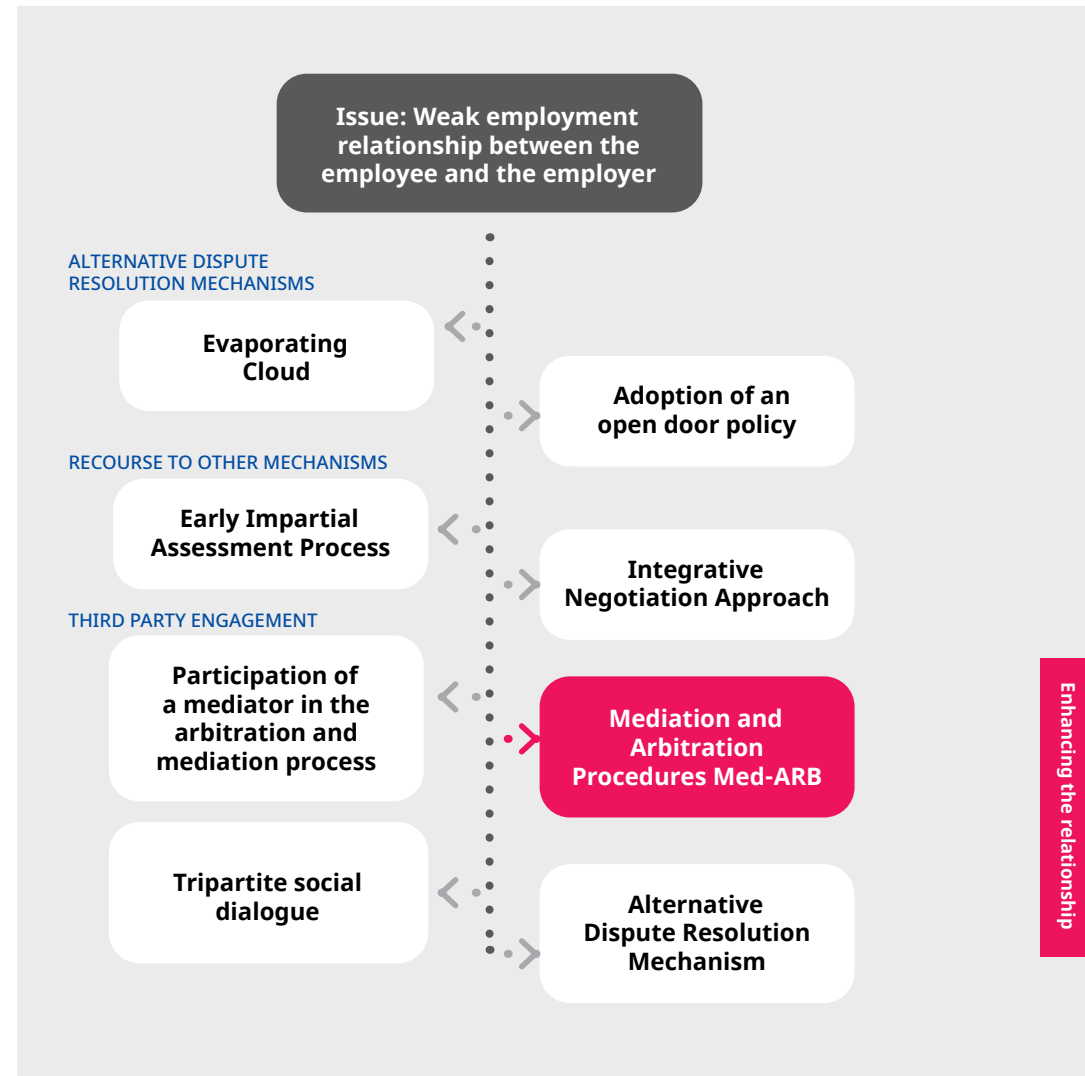 Issue: Weak employment
relationship between the
employee and the employer
ALTERNATIVE DISPUTE
RESOLUTION MECHANISMS
Evaporating
Cloud
Adoption of an
open door policy
RECOURSE TO OTHER MECHANISMS
Early Impartial
Assessment Process
Integrative
Negotiation Approach
THIRD PARTY ENGAGEMENT
Participation of
a mediator in the
arbitration and
mediation process
Mediation and
Arbitration
Procedures Med-ARB
Tripartite social
dialogue
Alternative
Dispute Resolution
Mechanism
Enhancing the relationship